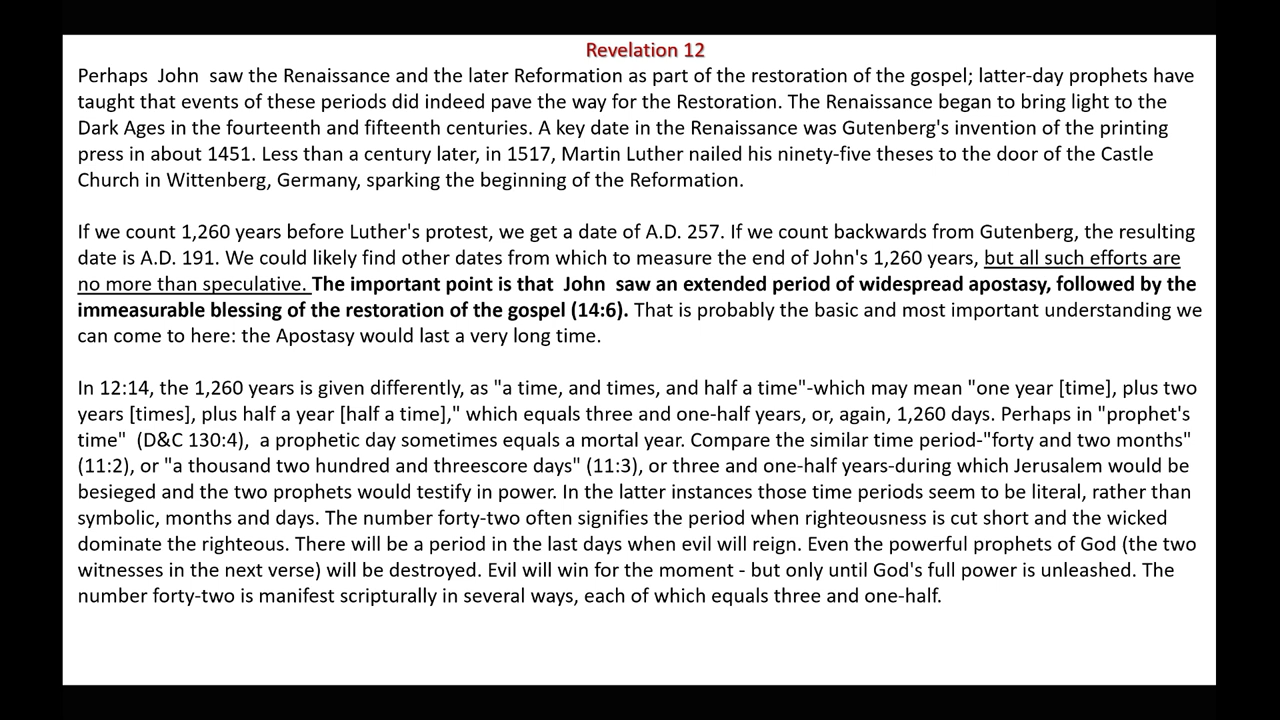 Revelation 12
Perhaps  John  saw the Renaissance and the later Reformation as part of the restoration of the gospel; latter-day prophets have
taught that events of these periods did indeed pave the way for the Restoration. The Renaissance began to bring light to the
Dark Ages in the fourteenth and fifteenth centuries. A key date in the Renaissance was Gutenberg's invention of the printing
press in about 1451. Less than a century later, in 1517, Martin Luther nailed his ninety-five theses to the door of the Castle
Church in Wittenberg, Germany, sparking the beginning of the Reformation.

If we count 1,260 years before Luther's protest, we get a date of A.D. 257. If we count backwards from Gutenberg, the resulting
date is A.D. 191. We could likely find other dates from which to measure the end of John's 1,260 years, but all such efforts are
no more than speculative. The important point is that  John  saw an extended period of widespread apostasy, followed by the
immeasurable blessing of the restoration of the gospel (14:6). That is probably the basic and most important understanding we
can come to here: the Apostasy would last a very long time.

In 12:14, the 1,260 years is given differently, as "a time, and times, and half a time"-which may mean "one year [time], plus two
years [times], plus half a year [half a time]," which equals three and one-half years, or, again, 1,260 days. Perhaps in "prophet's
time"  (D&C 130:4),  a prophetic day sometimes equals a mortal year. Compare the similar time period-"forty and two months"
(11:2), or "a thousand two hundred and threescore days" (11:3), or three and one-half years-during which Jerusalem would be
besieged and the two prophets would testify in power. In the latter instances those time periods seem to be literal, rather than
symbolic, months and days. The number forty-two often signifies the period when righteousness is cut short and the wicked
dominate the righteous. There will be a period in the last days when evil will reign. Even the powerful prophets of God (the two
witnesses in the next verse) will be destroyed. Evil will win for the moment - but only until God's full power is unleashed. The
number forty-two is manifest scripturally in several ways, each of which equals three and one-half.